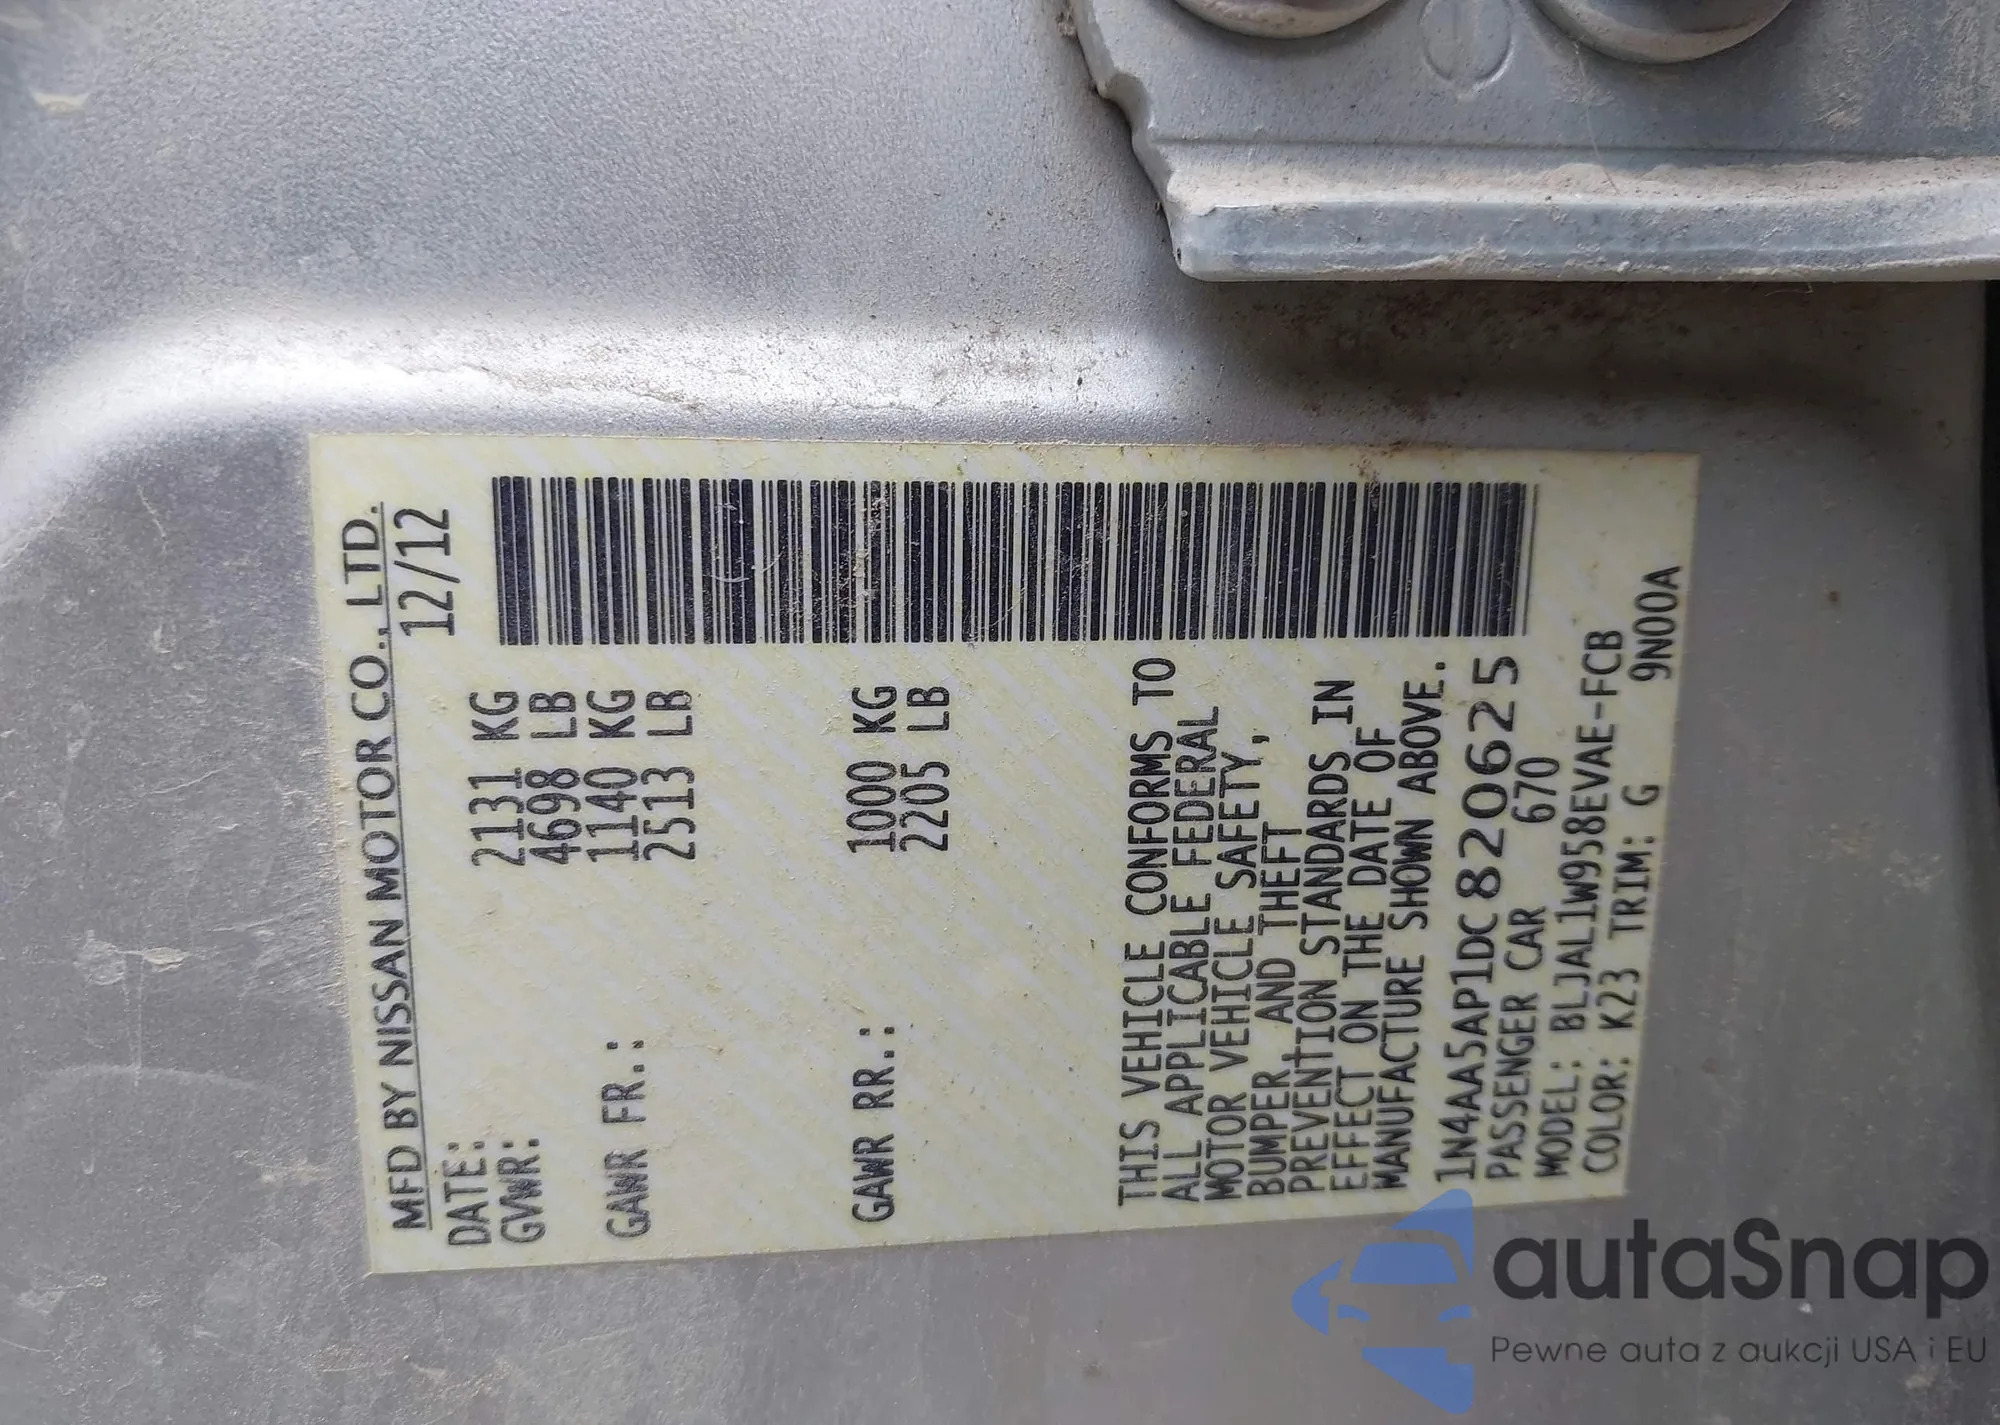 MFD BY NISSAN MOTOR CO., LTD.
DATE: 12/12
GVWR: 2131 KG
4698 LB
GAWR FR.: 1140 KG
2513 LB
GAWR RR.: 1000 KG
2205 LB
THIS VEHICLE CONFORMS TO
ALL APPLICABLE FEDERAL
MOTOR VEHICLE SAFETY,
BUMPER, AND THEFT
PREVENTION STANDARDS IN
EFFECT ON THE DATE OF
MANUFACTURE SHOWN ABOVE.
1N4AA5AP1DC820625
PASSENGER CAR 670
MODEL: BLJAL1W958EVAE-FCB
COLOR: K23 TRIM: G 9N00A
autaSnap
Pewne auta z aukcji USA i EU